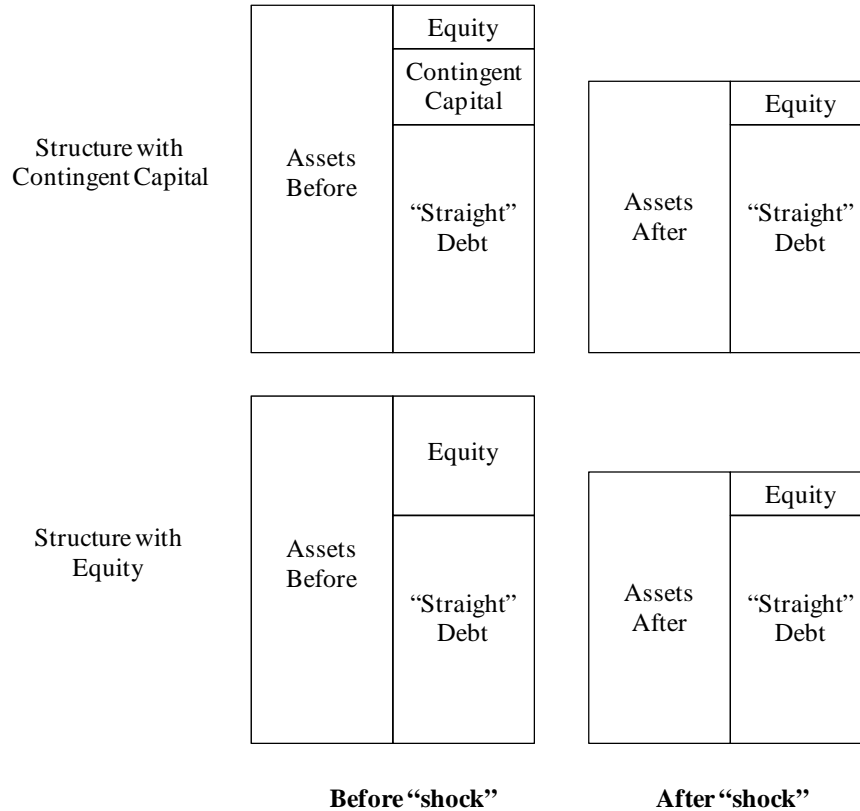 Structure with
Contingent Capital
Assets
Before
Equity
Contingent
Capital
“Straight”
Debt
Assets
After
Equity
“Straight”
Debt
Structure with
Equity
Assets
Before
Equity
“Straight”
Debt
Assets
After
Equity
“Straight”
Debt
Before “shock”
After “shock”